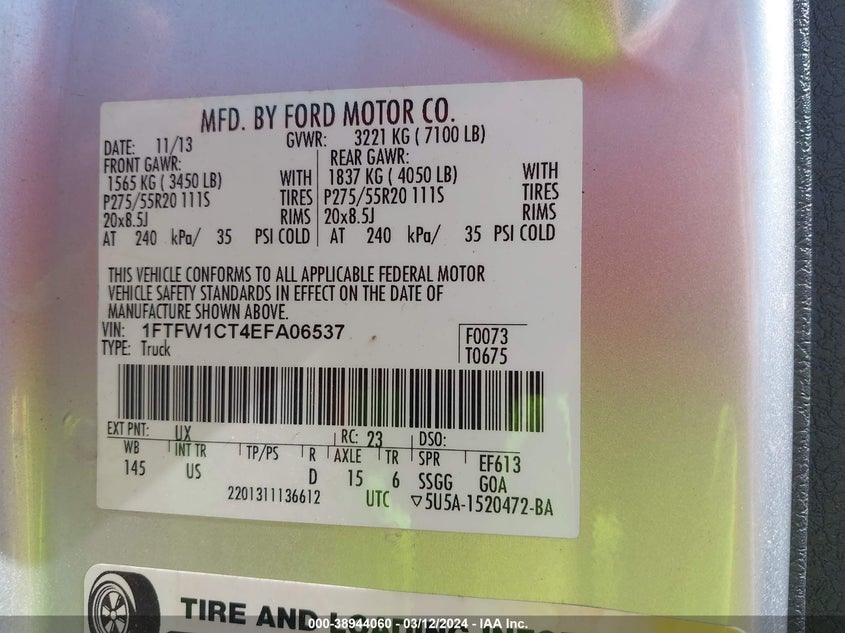 MFD. BY FORD MOTOR CO.
DATE: 11/13 GVWR: 3221 KG ( 7100 LB)
FRONT GAWR: REAR GAWR:
1565 KG ( 3450 LB) WITH 1837 KG ( 4050 LB) WITH
P275/55R20 111S TIRES P275/55R20 111S TIRES
20x8.5J RIMS 20x8.5J RIMS
AT 240 kPa/ 35 PSI COLD AT 240 kPa/ 35 PSI COLD
THIS VEHICLE CONFORMS TO ALL APPLICABLE FEDERAL MOTOR
VEHICLE SAFETY STANDARDS IN EFFECT ON THE DATE OF
MANUFACTURE SHOWN ABOVE.
VIN: 1FTFW1CT4EFA06537 F0073
TYPE: Truck T0675
EXT PNT: UX RC: 23 DSO:
WB INT TR TP/PS R AXLE TR SPR EF613
145 US D 15 6 SSGG GOA
2201311136612 UTC ▽5U5A-1520472-BA
TIRE AND LOADING
000-38944060 - 03/12/2024 - IAA Inc.